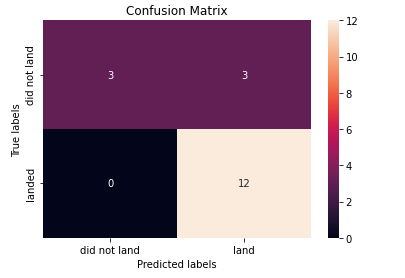 Confusion Matrix
True labels
did not land
landed
3
3
0
12
did not land
land
Predicted labels
12
10
8
6
4
2
0